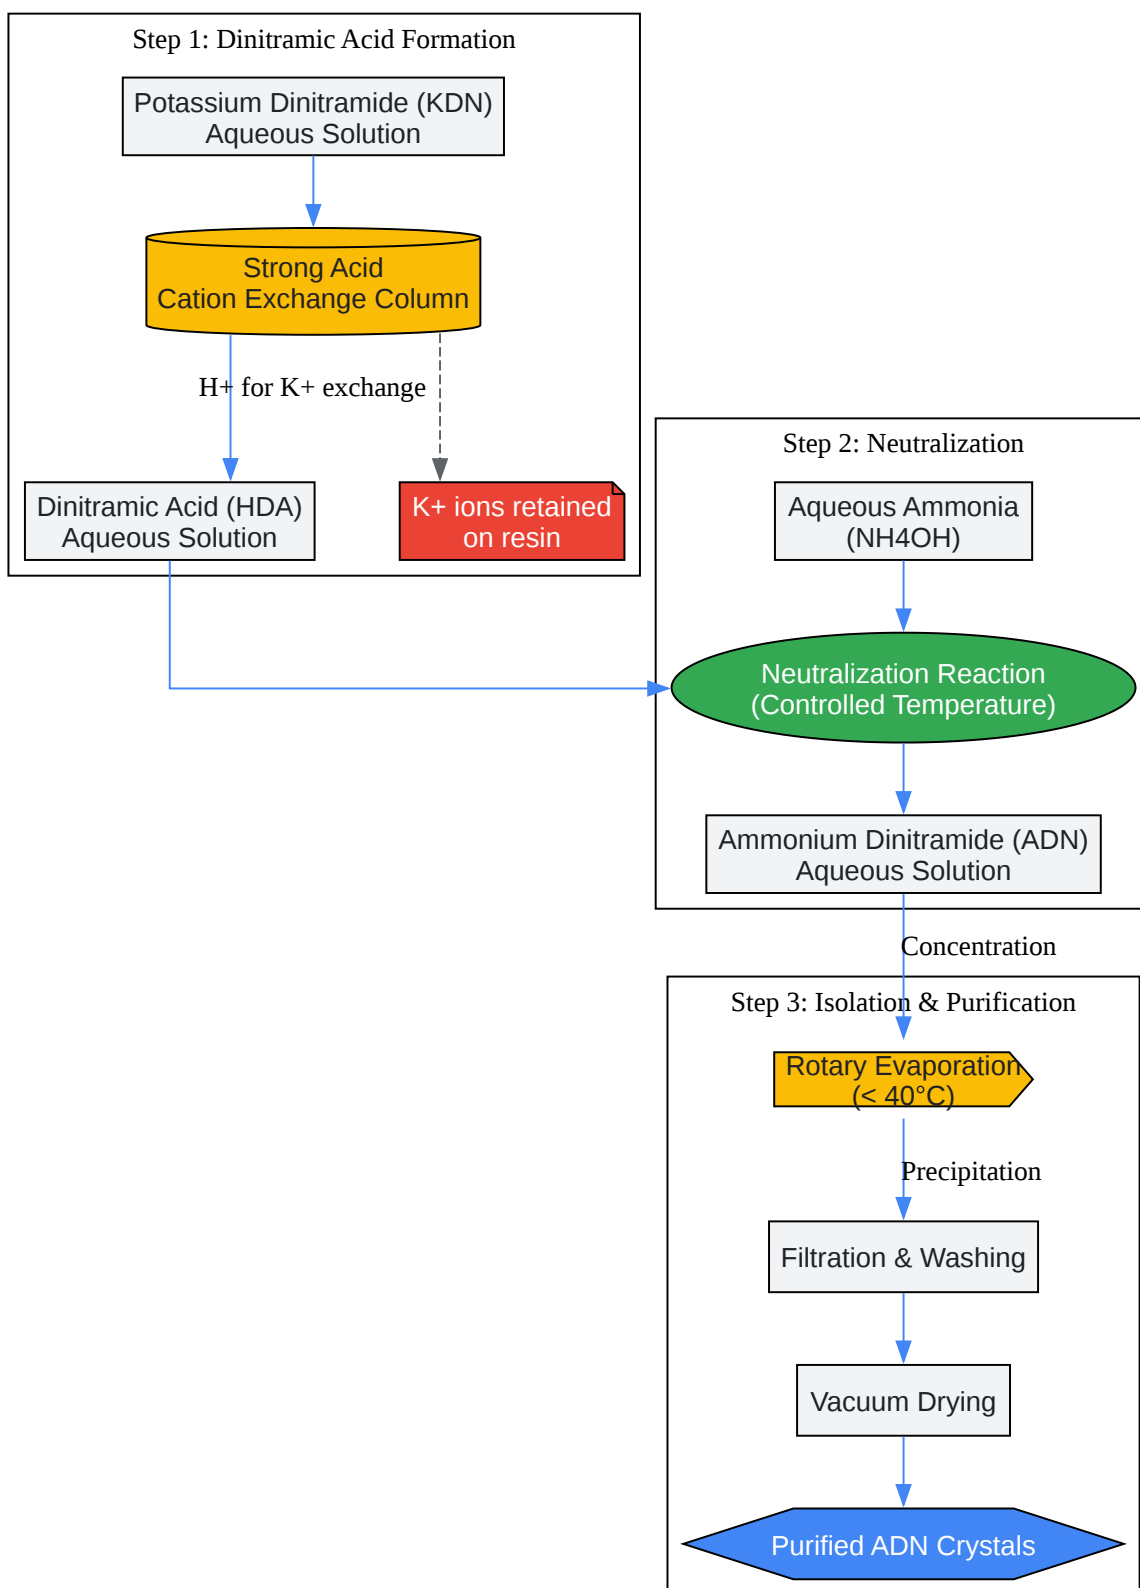 Step 1: Dinitramic Acid Formation
Potassium Dinitramide (KDN)
Aqueous Solution
Strong Acid
Cation Exchange Column
H+ for K+ exchange
Dinitramic Acid (HDA)
Aqueous Solution
K+ ions retained
on resin
Step 2: Neutralization
Aqueous Ammonia
(NH4OH)
Neutralization Reaction
(Controlled Temperature)
Ammonium Dinitramide (ADN)
Aqueous Solution
Concentration
Step 3: Isolation & Purification
Rotary Evaporation
(< 40°C)
Precipitation
Filtration & Washing
Vacuum Drying
Purified ADN Crystals